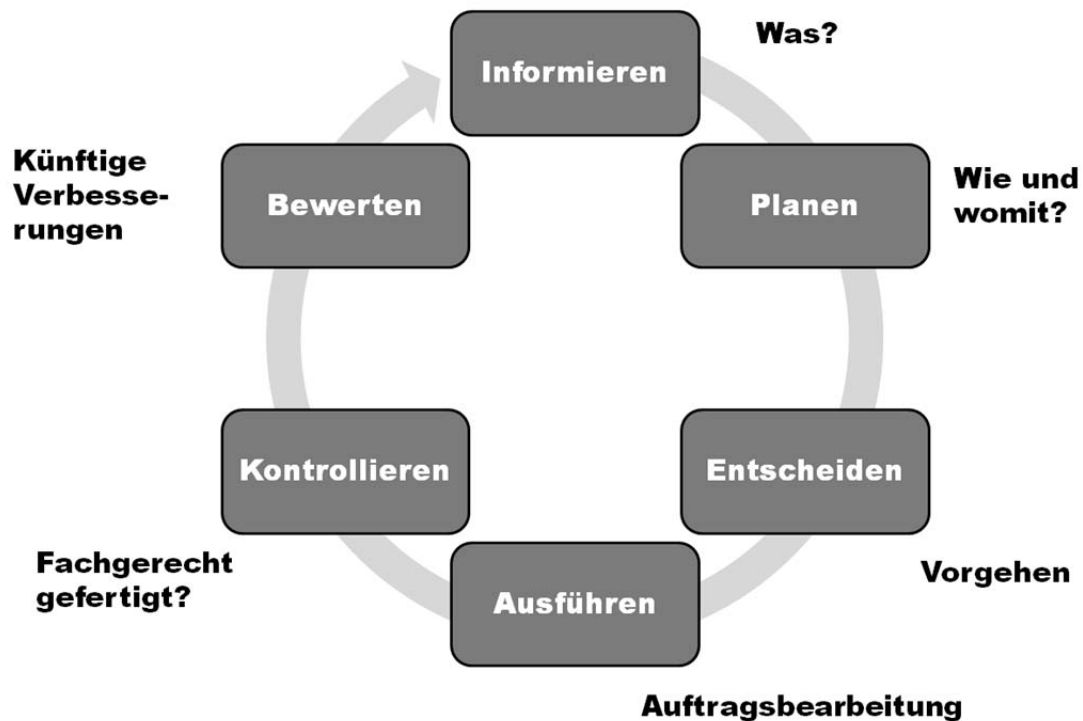 Informieren
Was?
Planen
Wie und
womit?
Entscheiden
Vorgehen
Ausführen
Auftragsbearbeitung
Kontrollieren
Fachgerecht
gefertigt?
Bewerten
Künftige
Verbesse-
rungen